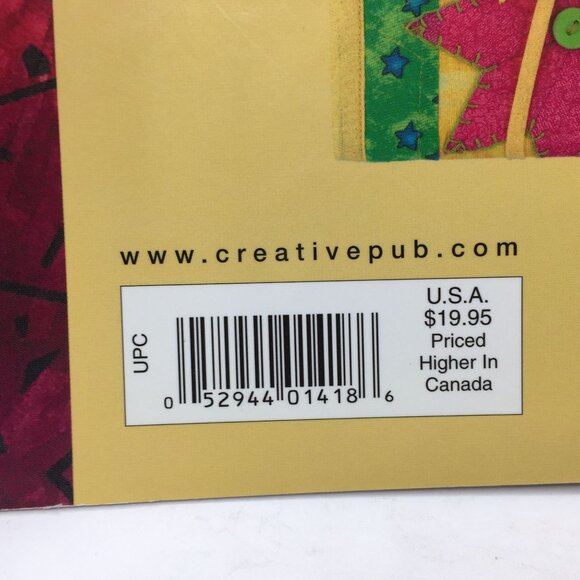 www.creativepub.com
UPC
0 52944 01418 6
U.S.A.
$19.95
Priced
Higher In
Canada